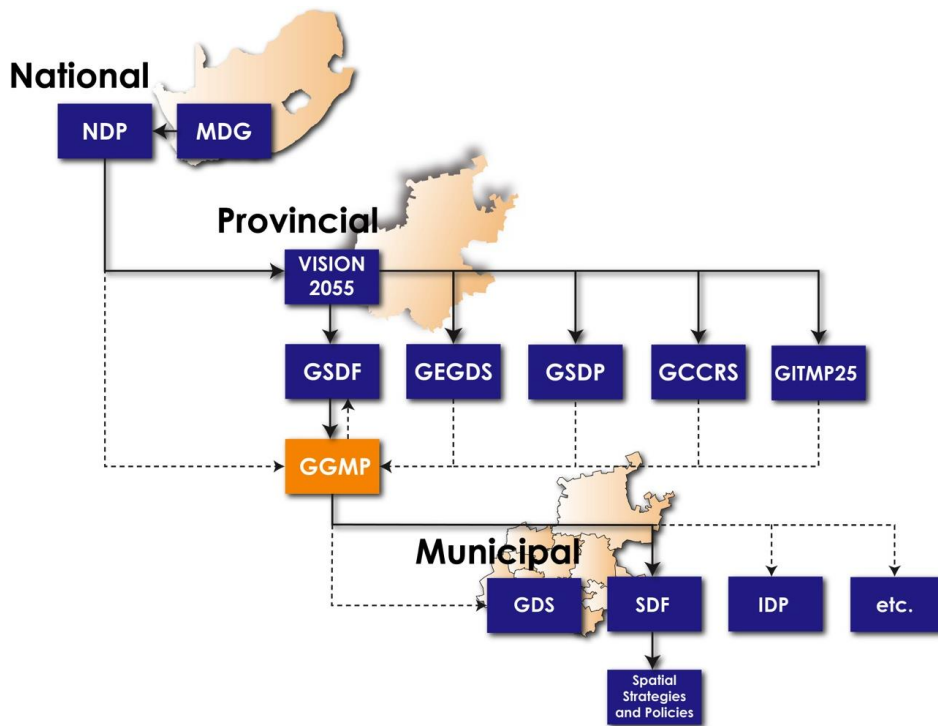 National
NDP
MDG
Provincial
VISION
2055
GSDF
GEGDS
GSDP
GCCRS
GITMP25
GGMP
Municipal
GDS
SDF
IDP
etc.
Spatial
Strategies
and Policies